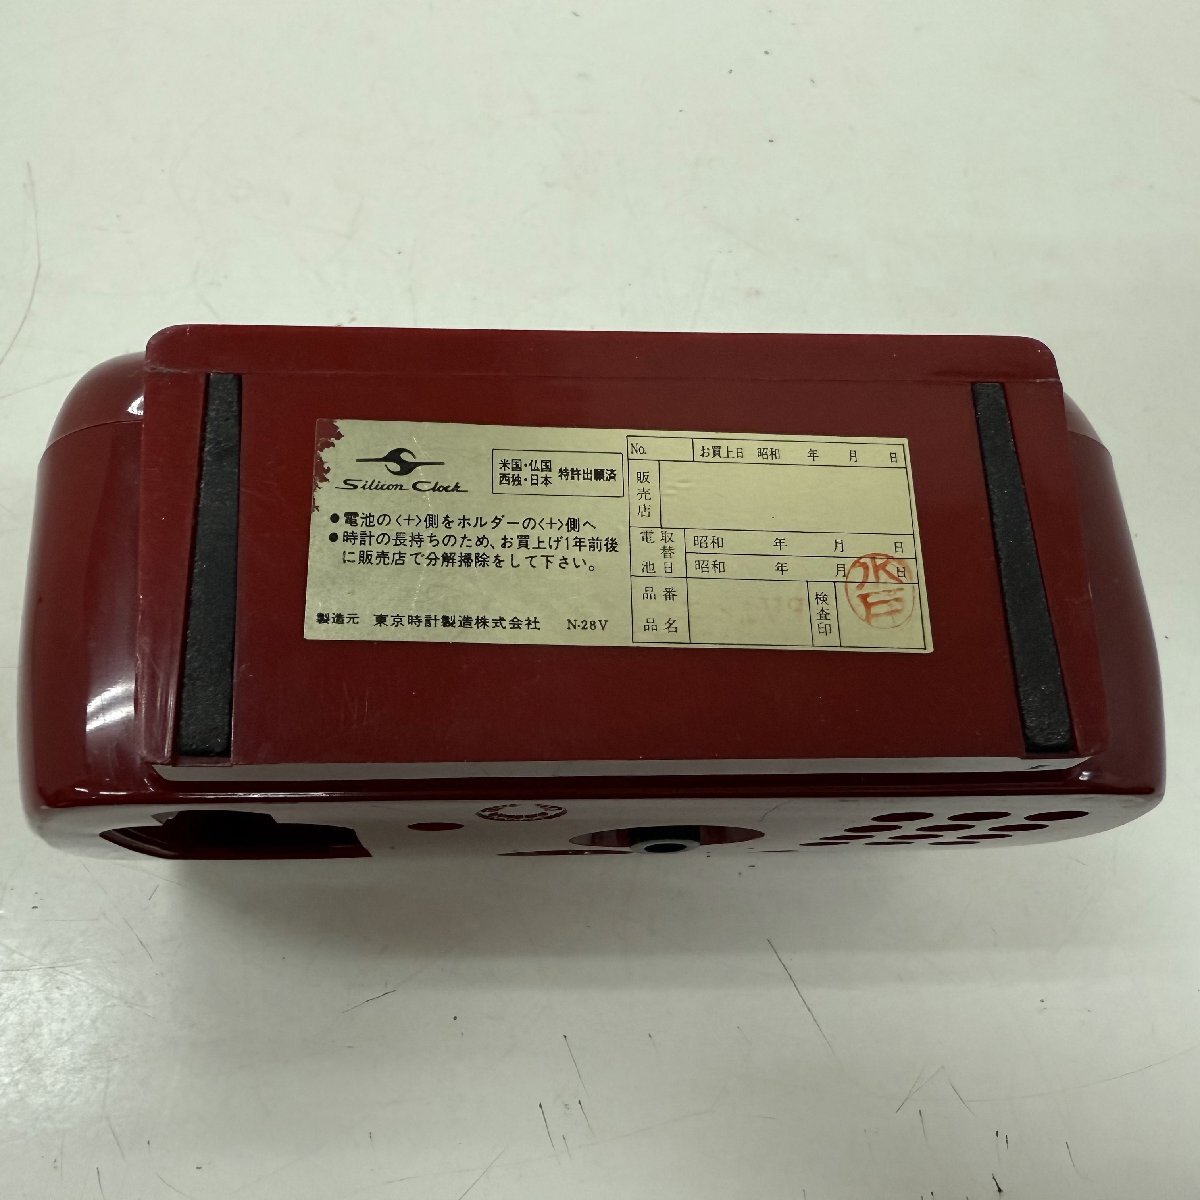 Silicon Clock
米国・仏国
西独・日本
特許出願済
●電池の〈+〉側をホルダーの〈+〉側へ
●時計の長持ちのため、お買上げ1年前後
に販売店で分解掃除をして下さい。
製造元 東京時計製造株式会社 N-28V
No.
お買上日 昭和 年 月 日
販売店
電池
取替日
昭和 年 月 日
昭和 年 月 日
品番
品名
検査印